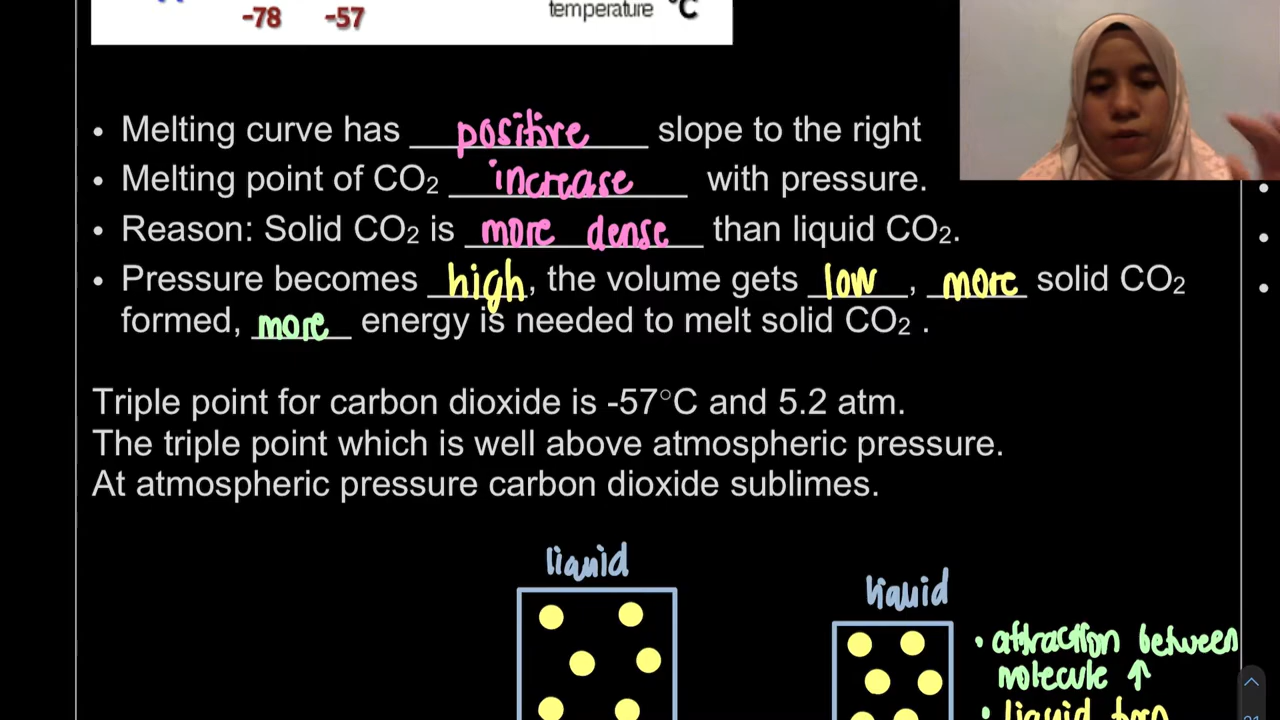 -78 -57
temperature °C
• Melting curve has positive slope to the right
• Melting point of CO₂ increase with pressure.
• Reason: Solid CO₂ is more dense than liquid CO₂.
• Pressure becomes high, the volume gets low, more solid CO₂
formed, more energy is needed to melt solid CO₂ .
Triple point for carbon dioxide is -57°C and 5.2 atm.
The triple point which is well above atmospheric pressure.
At atmospheric pressure carbon dioxide sublimes.
liquid
liquid
• attraction between
molecule ↑
• liquid